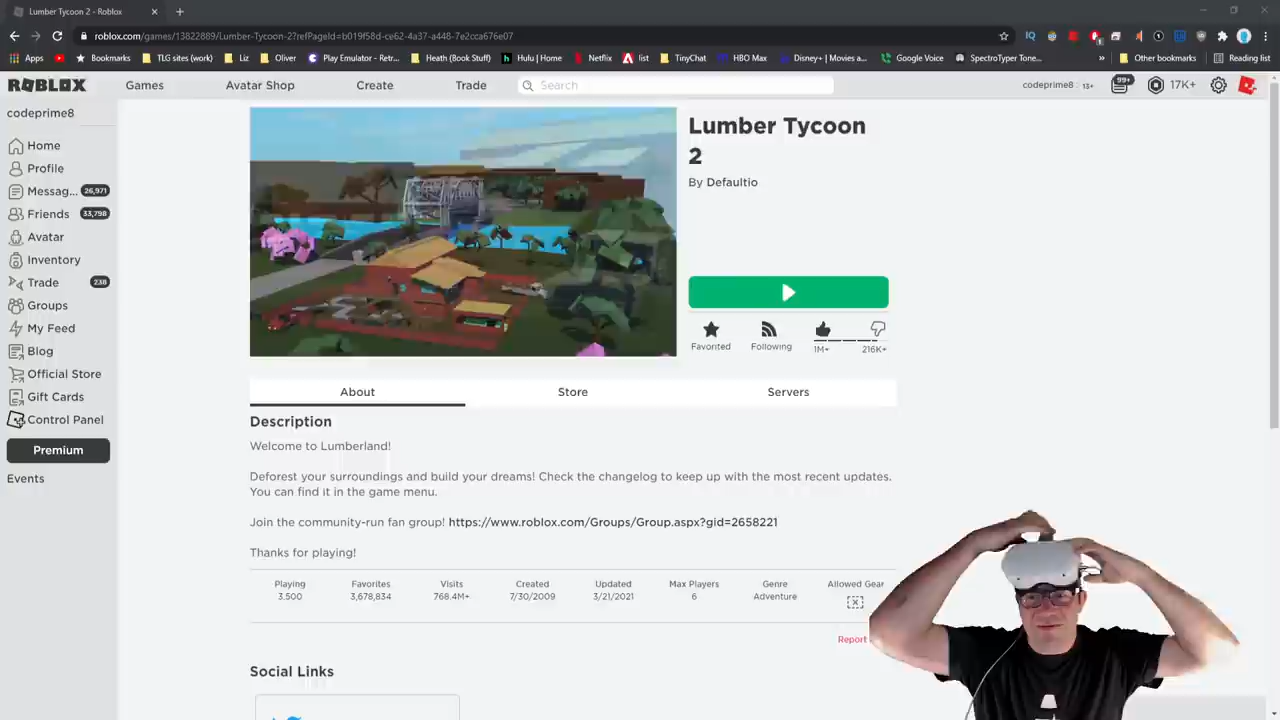 Lumber Tycoon 2 - Roblox
roblox.com/games/13822889/Lumber-Tycoon-2?refPageId=b019f58d-ce62-4a37-a448-7e2cca676e07
Apps
Bookmarks
TLG sites (work)
Liz
Oliver
Play Emulator - Retr...
Heath (Book Stuff)
Hulu | Home
Netflix
list
TinyChat
HBO Max
Disney+ | Movies a...
Google Voice
SpectroTyper Tone...
»
Other bookmarks
Reading list
ROBLOX
Games
Avatar Shop
Create
Trade
Search
codeprime8 : 13+
99+
17K+
codeprime8
Home
Profile
Messag... 26,971
Friends 33,798
Avatar
Inventory
Trade 238
Groups
My Feed
Blog
Official Store
Gift Cards
Control Panel
Premium
Events
Lumber Tycoon
2
By Defaultio
Favorited
Following
1M+
216K+
About
Store
Servers
Description
Welcome to Lumberland!
Deforest your surroundings and build your dreams! Check the changelog to keep up with the most recent updates.
You can find it in the game menu.
Join the community-run fan group! https://www.roblox.com/Groups/Group.aspx?gid=2658221
Thanks for playing!
Playing Favorites Visits Created Updated Max Players Genre Allowed Gear
3,500 3,678,834 768.4M+ 7/30/2009 3/21/2021 6 Adventure
Report
Social Links